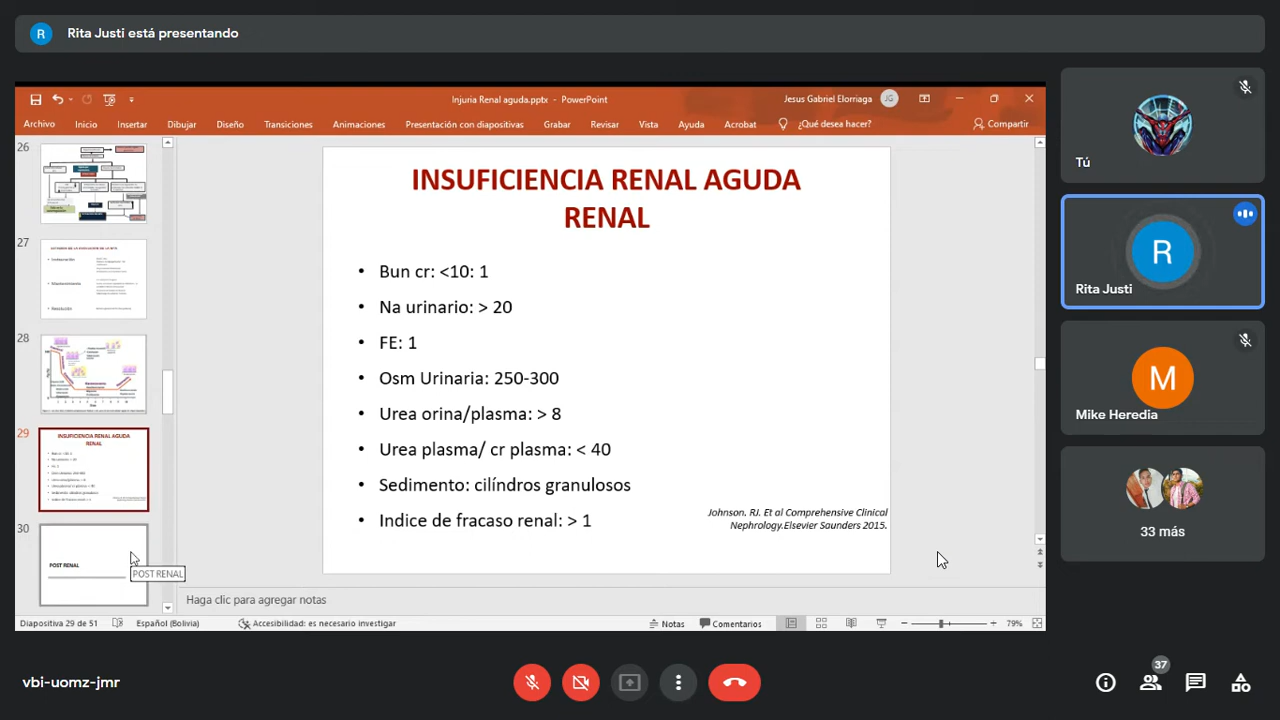 R Rita Justi está presentando
Injuria Renal aguda.pptx - PowerPoint
Jesus Gabriel Elorriaga JG
Archivo Inicio Insertar Dibujar Diseño Transiciones Animaciones Presentación con diapositivas Grabar Revisar Vista Ayuda Acrobat ¿Qué desea hacer? Compartir
26
27
28
29
INSUFICIENCIA RENAL AGUDA
RENAL
30
POST RENAL
POST RENAL
INSUFICIENCIA RENAL AGUDA
RENAL
• Bun cr: <10: 1
• Na urinario: > 20
• FE: 1
• Osm Urinaria: 250-300
• Urea orina/plasma: > 8
• Urea plasma/ cr plasma: < 40
• Sedimento: cilíndros granulosos
• Indice de fracaso renal: > 1
Johnson, RJ. Et al Comprehensive Clinical
Nephrology.Elsevier Saunders 2015.
Haga clic para agregar notas
Diapositiva 29 de 51 Español (Bolivia) Accesibilidad: es necesario investigar Notas Comentarios 79%
Tú
R
Rita Justi
M
Mike Heredia
33 más
vbi-uomz-jmr
37